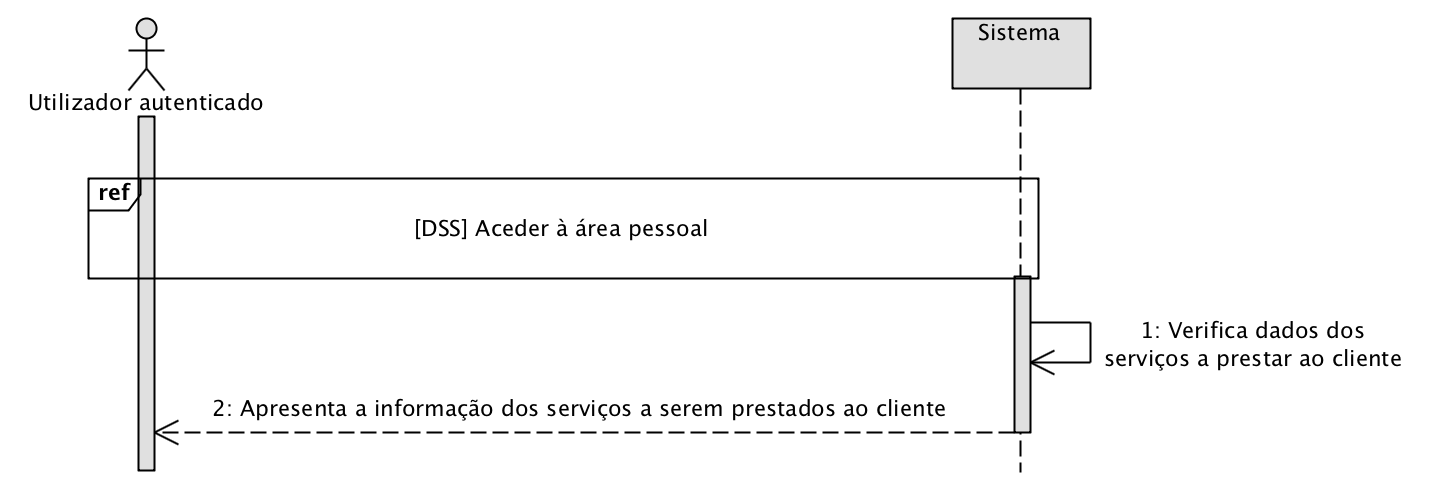 Sistema
Utilizador autenticado
ref
[DSS] Aceder à área pessoal
1: Verifica dados dos
serviços a prestar ao cliente
2: Apresenta a informação dos serviços a serem prestados ao cliente